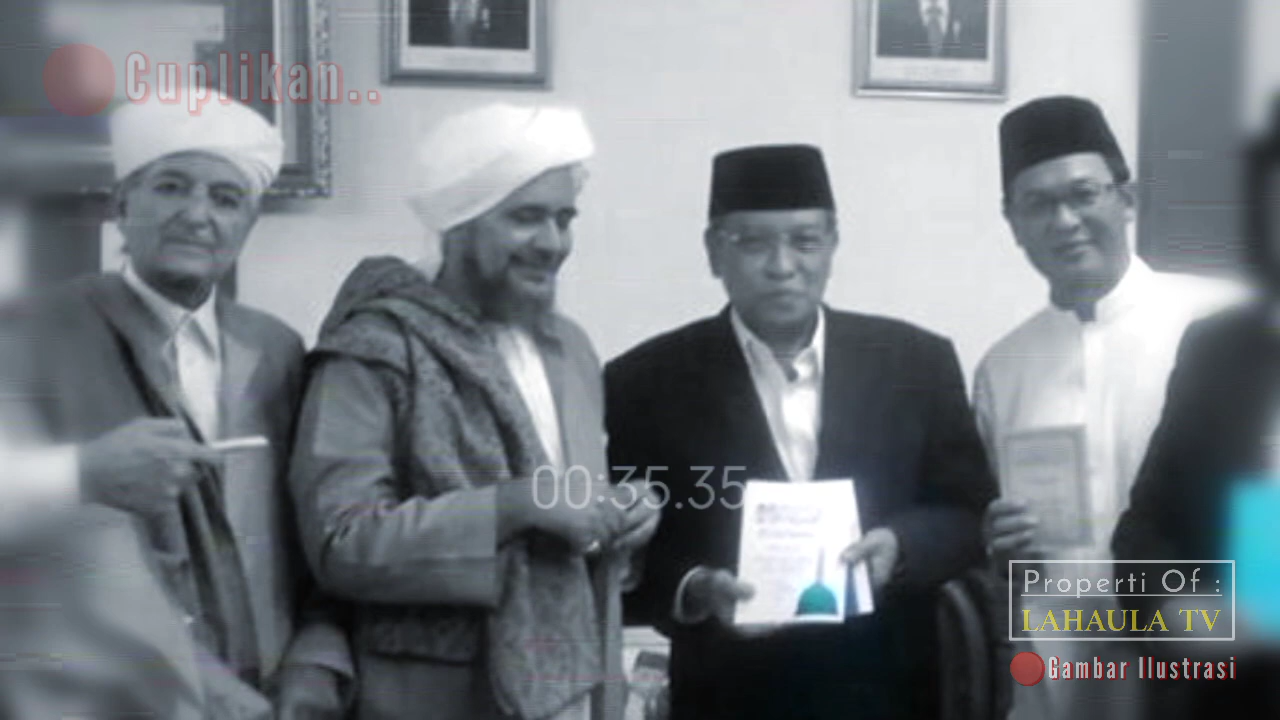 Cuplikan..
00:35.35
Properti Of :
LAHAULA TV
Gambar Ilustrasi